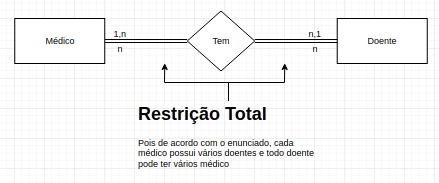 Médico
1,n
n
Tem
n,1
n
Doente
Restrição Total
Pois de acordo com o enunciado, cada
médico possui vários doentes e todo doente
pode ter vários médico